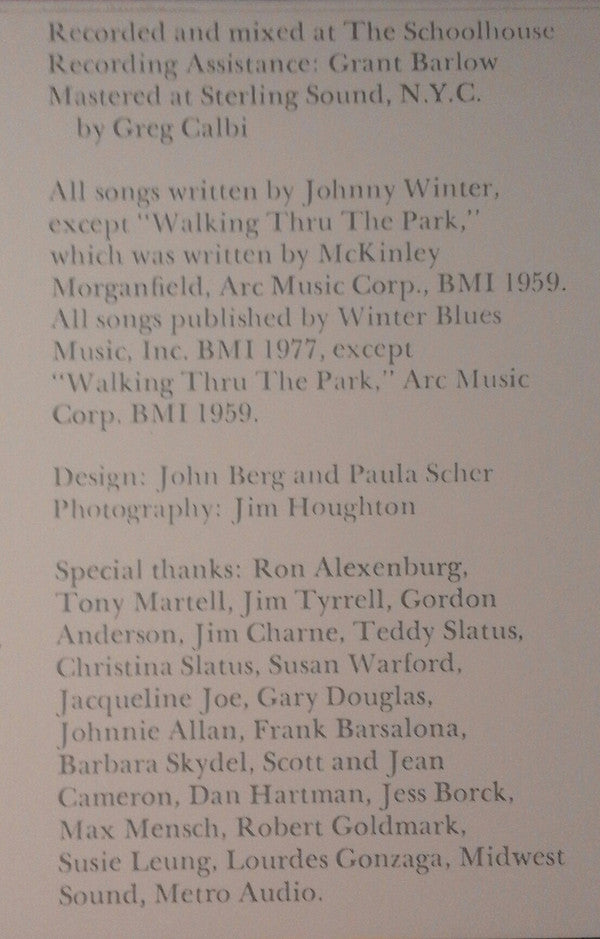 Recorded and mixed at The Schoolhouse
Recording Assistance: Grant Barlow
Mastered at Sterling Sound, N.Y.C.
by Greg Calbi
All songs written by Johnny Winter,
except "Walking Thru The Park,"
which was written by McKinley
Morganfield, Arc Music Corp., BMI 1959.
All songs published by Winter Blues
Music, Inc. BMI 1977, except
"Walking Thru The Park," Arc Music
Corp. BMI 1959.
Design: John Berg and Paula Scher
Photography: Jim Houghton
Special thanks: Ron Alexenburg,
Tony Martell, Jim Tyrrell, Gordon
Anderson, Jim Charne, Teddy Slatus,
Christina Slatus, Susan Warford,
Jacqueline Joe, Gary Douglas,
Johnnie Allan, Frank Barsalona,
Barbara Skydel, Scott and Jean
Cameron, Dan Hartman, Jess Borck,
Max Mensch, Robert Goldmark,
Susie Leung, Lourdes Gonzaga, Midwest
Sound, Metro Audio.